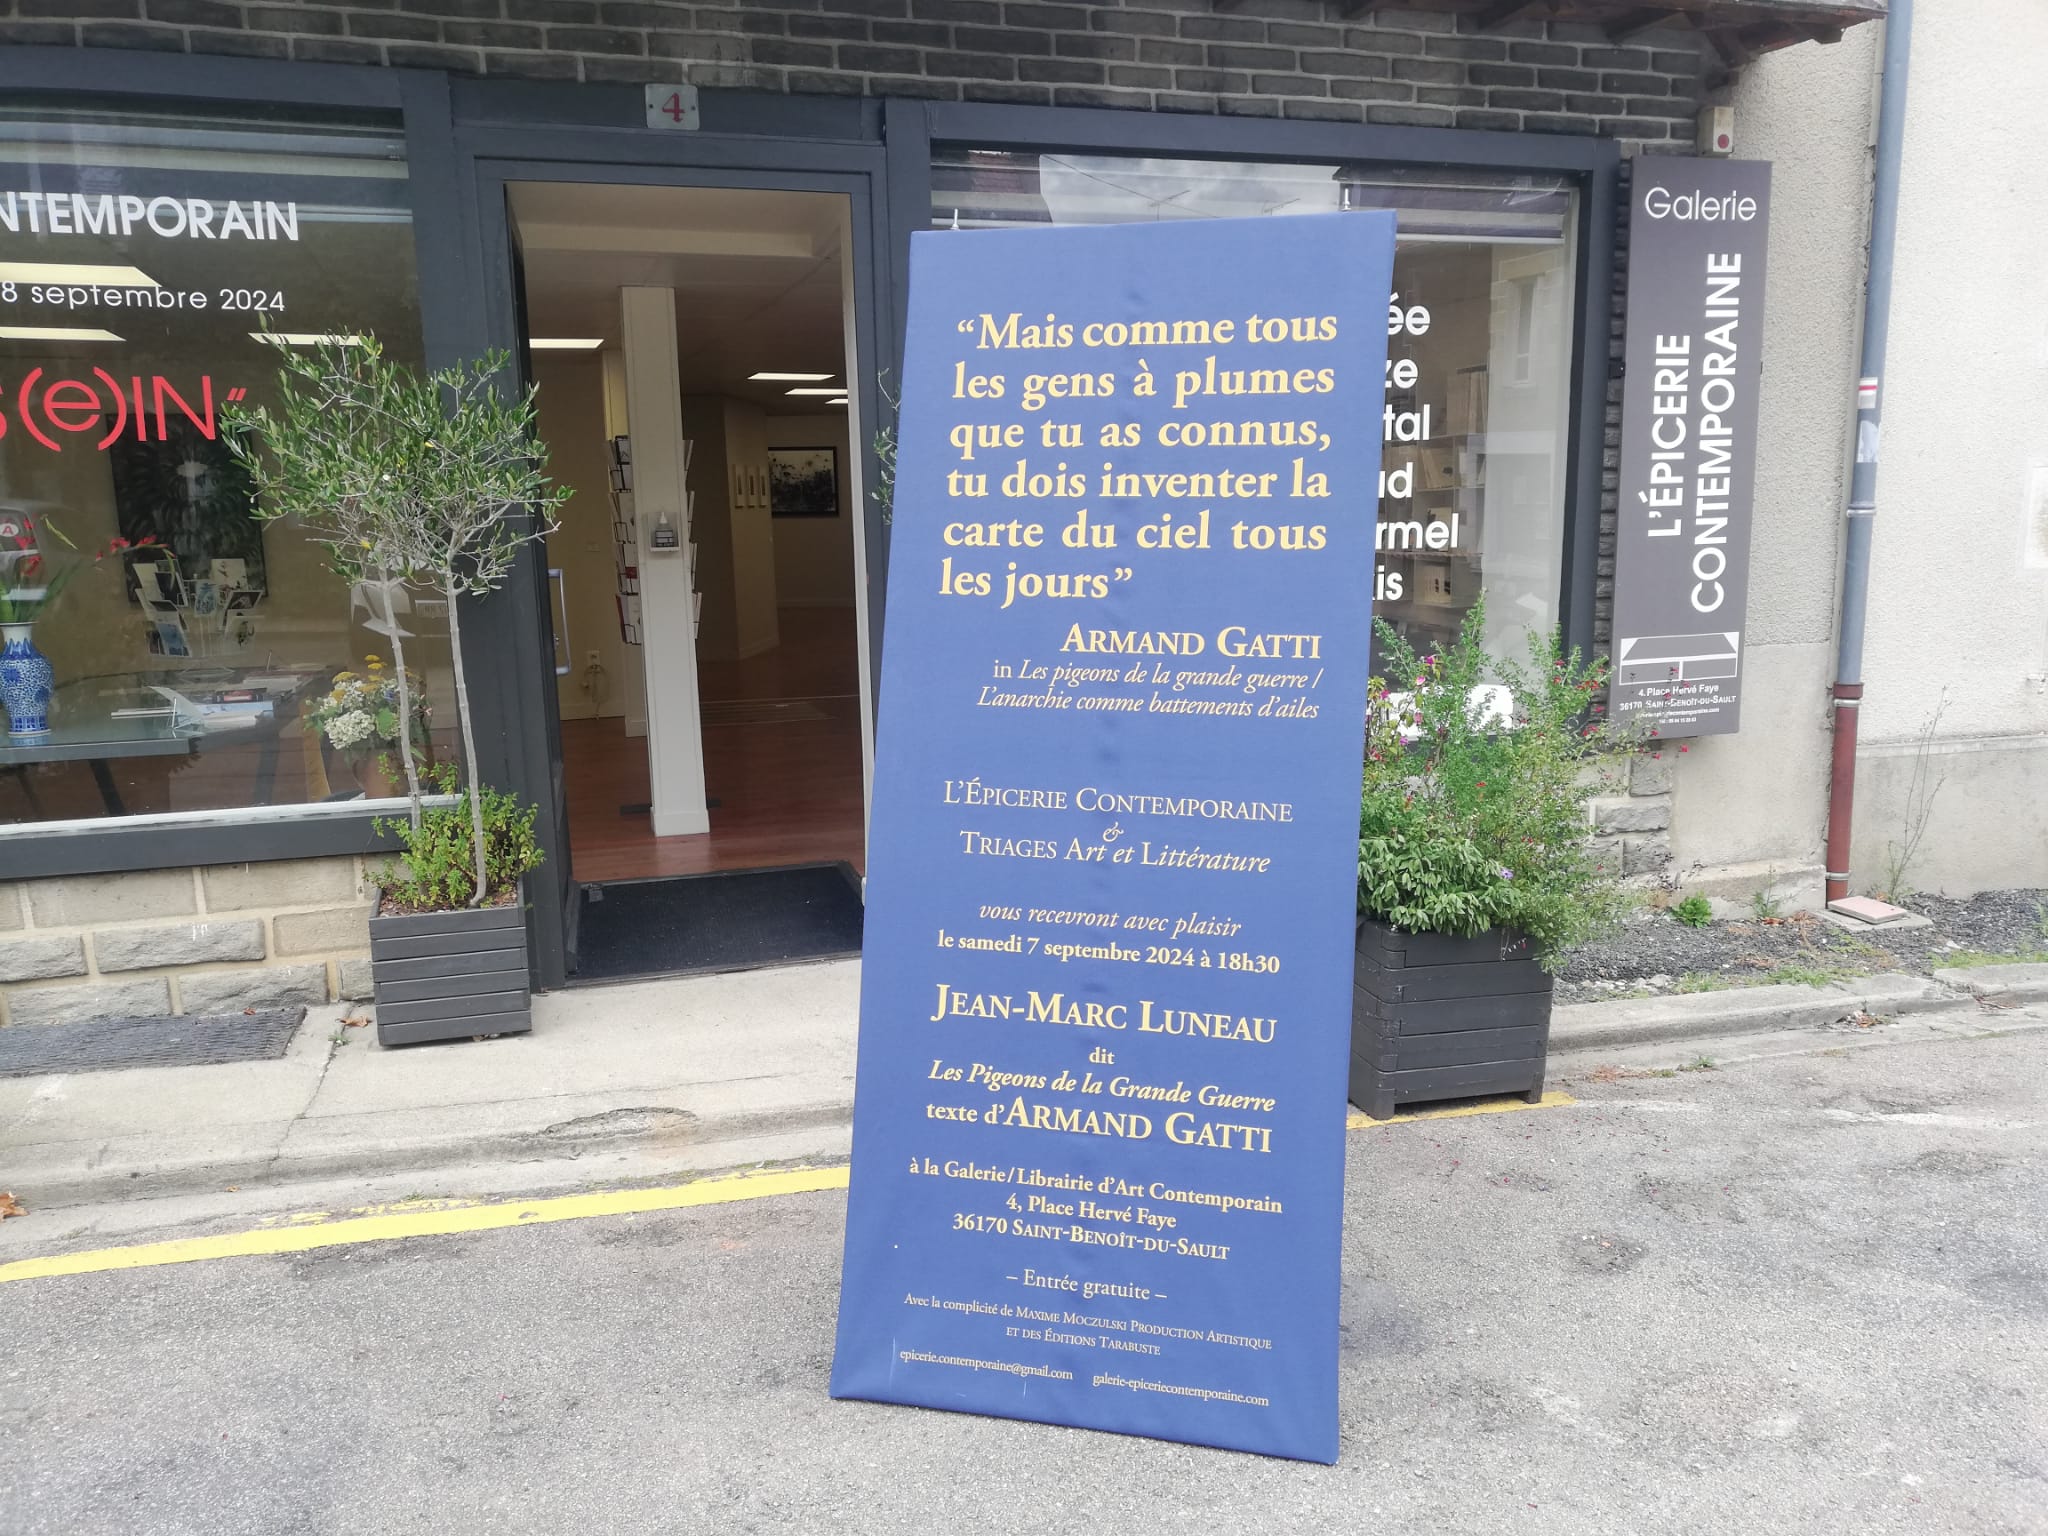 4
NTEMPORAIN
8 septembre 2024
S(e)IN“
“Mais comme tous
les gens à plumes
que tu as connus,
tu dois inventer la
carte du ciel tous
les jours”
ARMAND GATTI
in Les pigeons de la grande guerre /
L’anarchie comme battements d’ailes
L’ÉPICERIE CONTEMPORAINE
&
TRIAGES Art et Littérature
vous recevront avec plaisir
le samedi 7 septembre 2024 à 18h30
JEAN-MARC LUNEAU
dit
Les Pigeons de la Grande Guerre
texte d’ARMAND GATTI
à la Galerie/Librairie d’Art Contemporain
4, Place Hervé Faye
36170 SAINT-BENOÎT-DU-SAULT
– Entrée gratuite –
Avec la complicité de MAXIME MOCZULSKI PRODUCTION ARTISTIQUE
ET DES ÉDITIONS TARABUSTE
epicerie.contemporaine@gmail.com galerie-epiceriecontemporaine.com
ée
ze
tal
ud
rmel
is
Galerie
L’ÉPICERIE
CONTEMPORAINE
4, Place Hervé Faye
36170 SAINT-BENOÎT-DU-SAULT